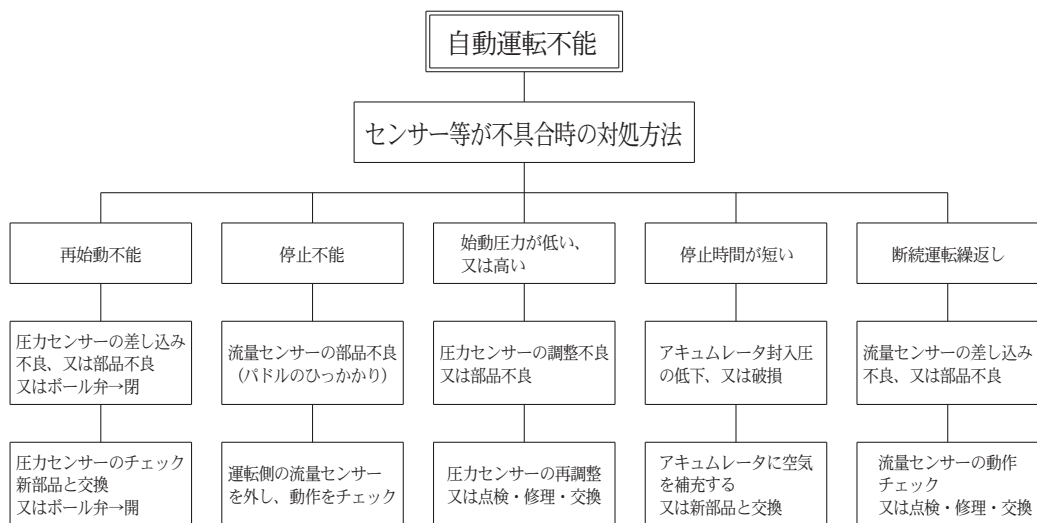 自動運転不能
センサー等が不具合時の対処方法
再始動不能
停止不能
始動圧力が低い、
又は高い
停止時間が短い
断続運転繰返し
圧力センサーの差し込み
不良、又は部品不良
又はボール弁→閉
流量センサーの部品不良
(パドルのひっかかり)
圧力センサーの調整不良
又は部品不良
アキュムレータ封入圧
の低下、又は破損
流量センサーの差し込み
不良、又は部品不良
圧力センサーのチェック
新部品と交換
又はボール弁→開
運転側の流量センサー
を外し、動作をチェック
圧力センサーの再調整
又は点検・修理・交換
アキュムレータに空気
を補充する
又は新部品と交換
流量センサーの動作
チェック
又は点検・修理・交換